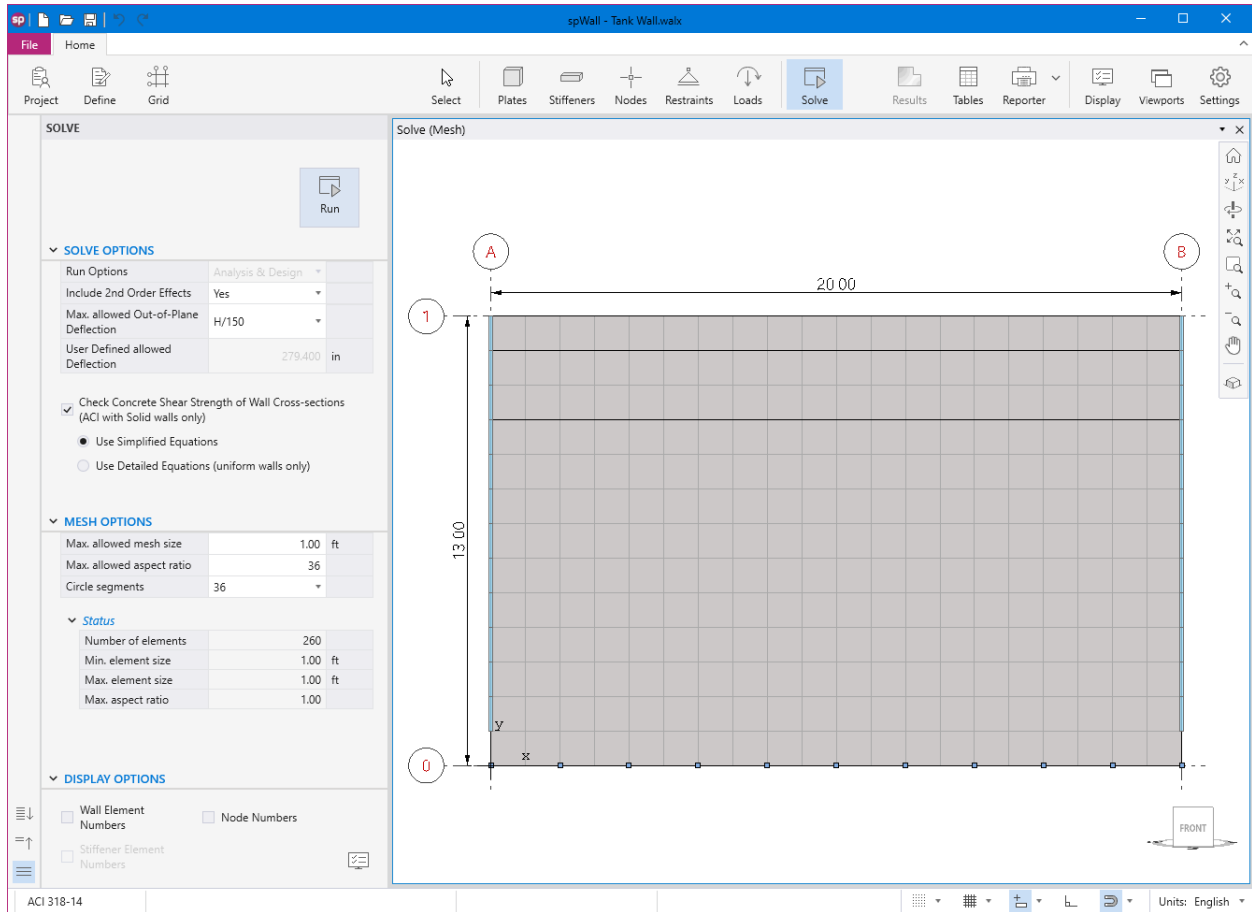 sp
spWall - Tank Wall.walx
File
Home
Project
Define
Grid
Select
Plates
Stiffeners
Nodes
Restraints
Loads
Solve
Results
Tables
Reporter
Display
Viewports
Settings
SOLVE
Run
SOLVE OPTIONS
Run Options Analysis & Design
Include 2nd Order Effects Yes
Max. allowed Out-of-Plane
Deflection H/150
User Defined allowed
Deflection 279.400 in
Check Concrete Shear Strength of Wall Cross-sections
(ACI with Solid walls only)
Use Simplified Equations
Use Detailed Equations (uniform walls only)
MESH OPTIONS
Max. allowed mesh size 1.00 ft
Max. allowed aspect ratio 36
Circle segments 36
Status
Number of elements 260
Min. element size 1.00 ft
Max. element size 1.00 ft
Max. aspect ratio 1.00
DISPLAY OPTIONS
Wall Element
Numbers
Node Numbers
Stiffener Element
Numbers
Solve (Mesh)
A
B
20.00
1
13.00
y
x
0
z
y x
FRONT
ACI 318-14
Units: English